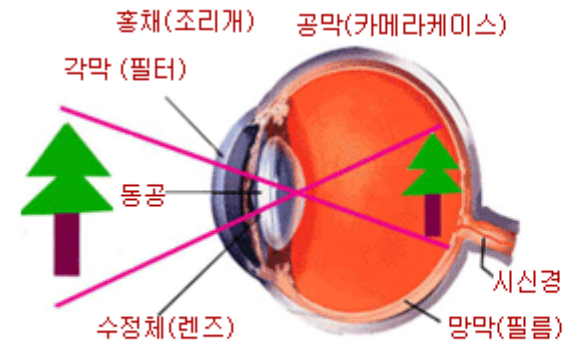 홍채(조리개)
공막(카메라케이스)
각막 (필터)
동공
시신경
수정체(렌즈)
망막(필름)